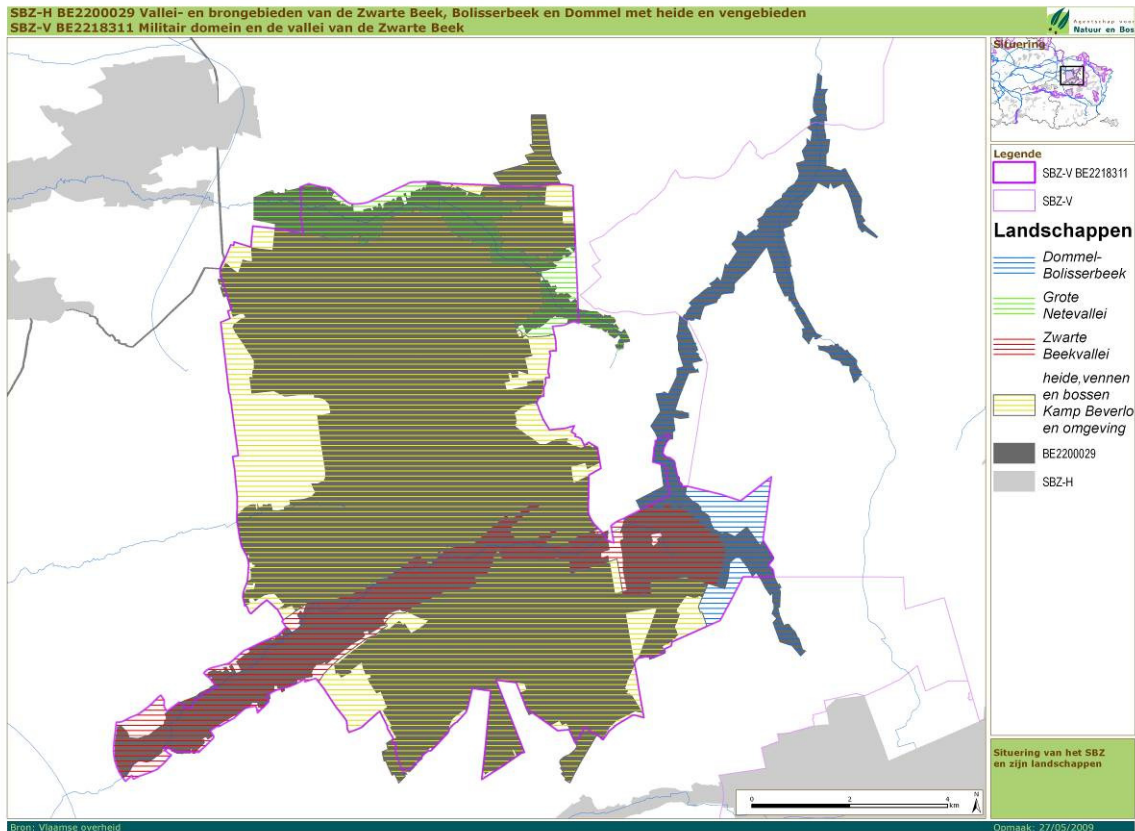 SBZ-H BE2200029 Vallei- en brongebieden van de Zwarte Beek, Bolisserbeek en Dommel met heide en vengebieden
SBZ-V BE2218311 Militair domein en de vallei van de Zwarte Beek
Agentschap voor
Natuur en Bos
Situering
Legende
SBZ-V BE2218311
SBZ-V
Landschappen
Dommel-
Bolisserbeek
Grote
Netevallei
Zwarte
Beekvallei
heide,vennen
en bossen
Kamp Beverlo
en omgeving
BE2200029
SBZ-H
Situering van het SBZ
en zijn landschappen
0 2 4
km
N
Bron: Vlaamse overheid
Opmaak: 27/05/2009